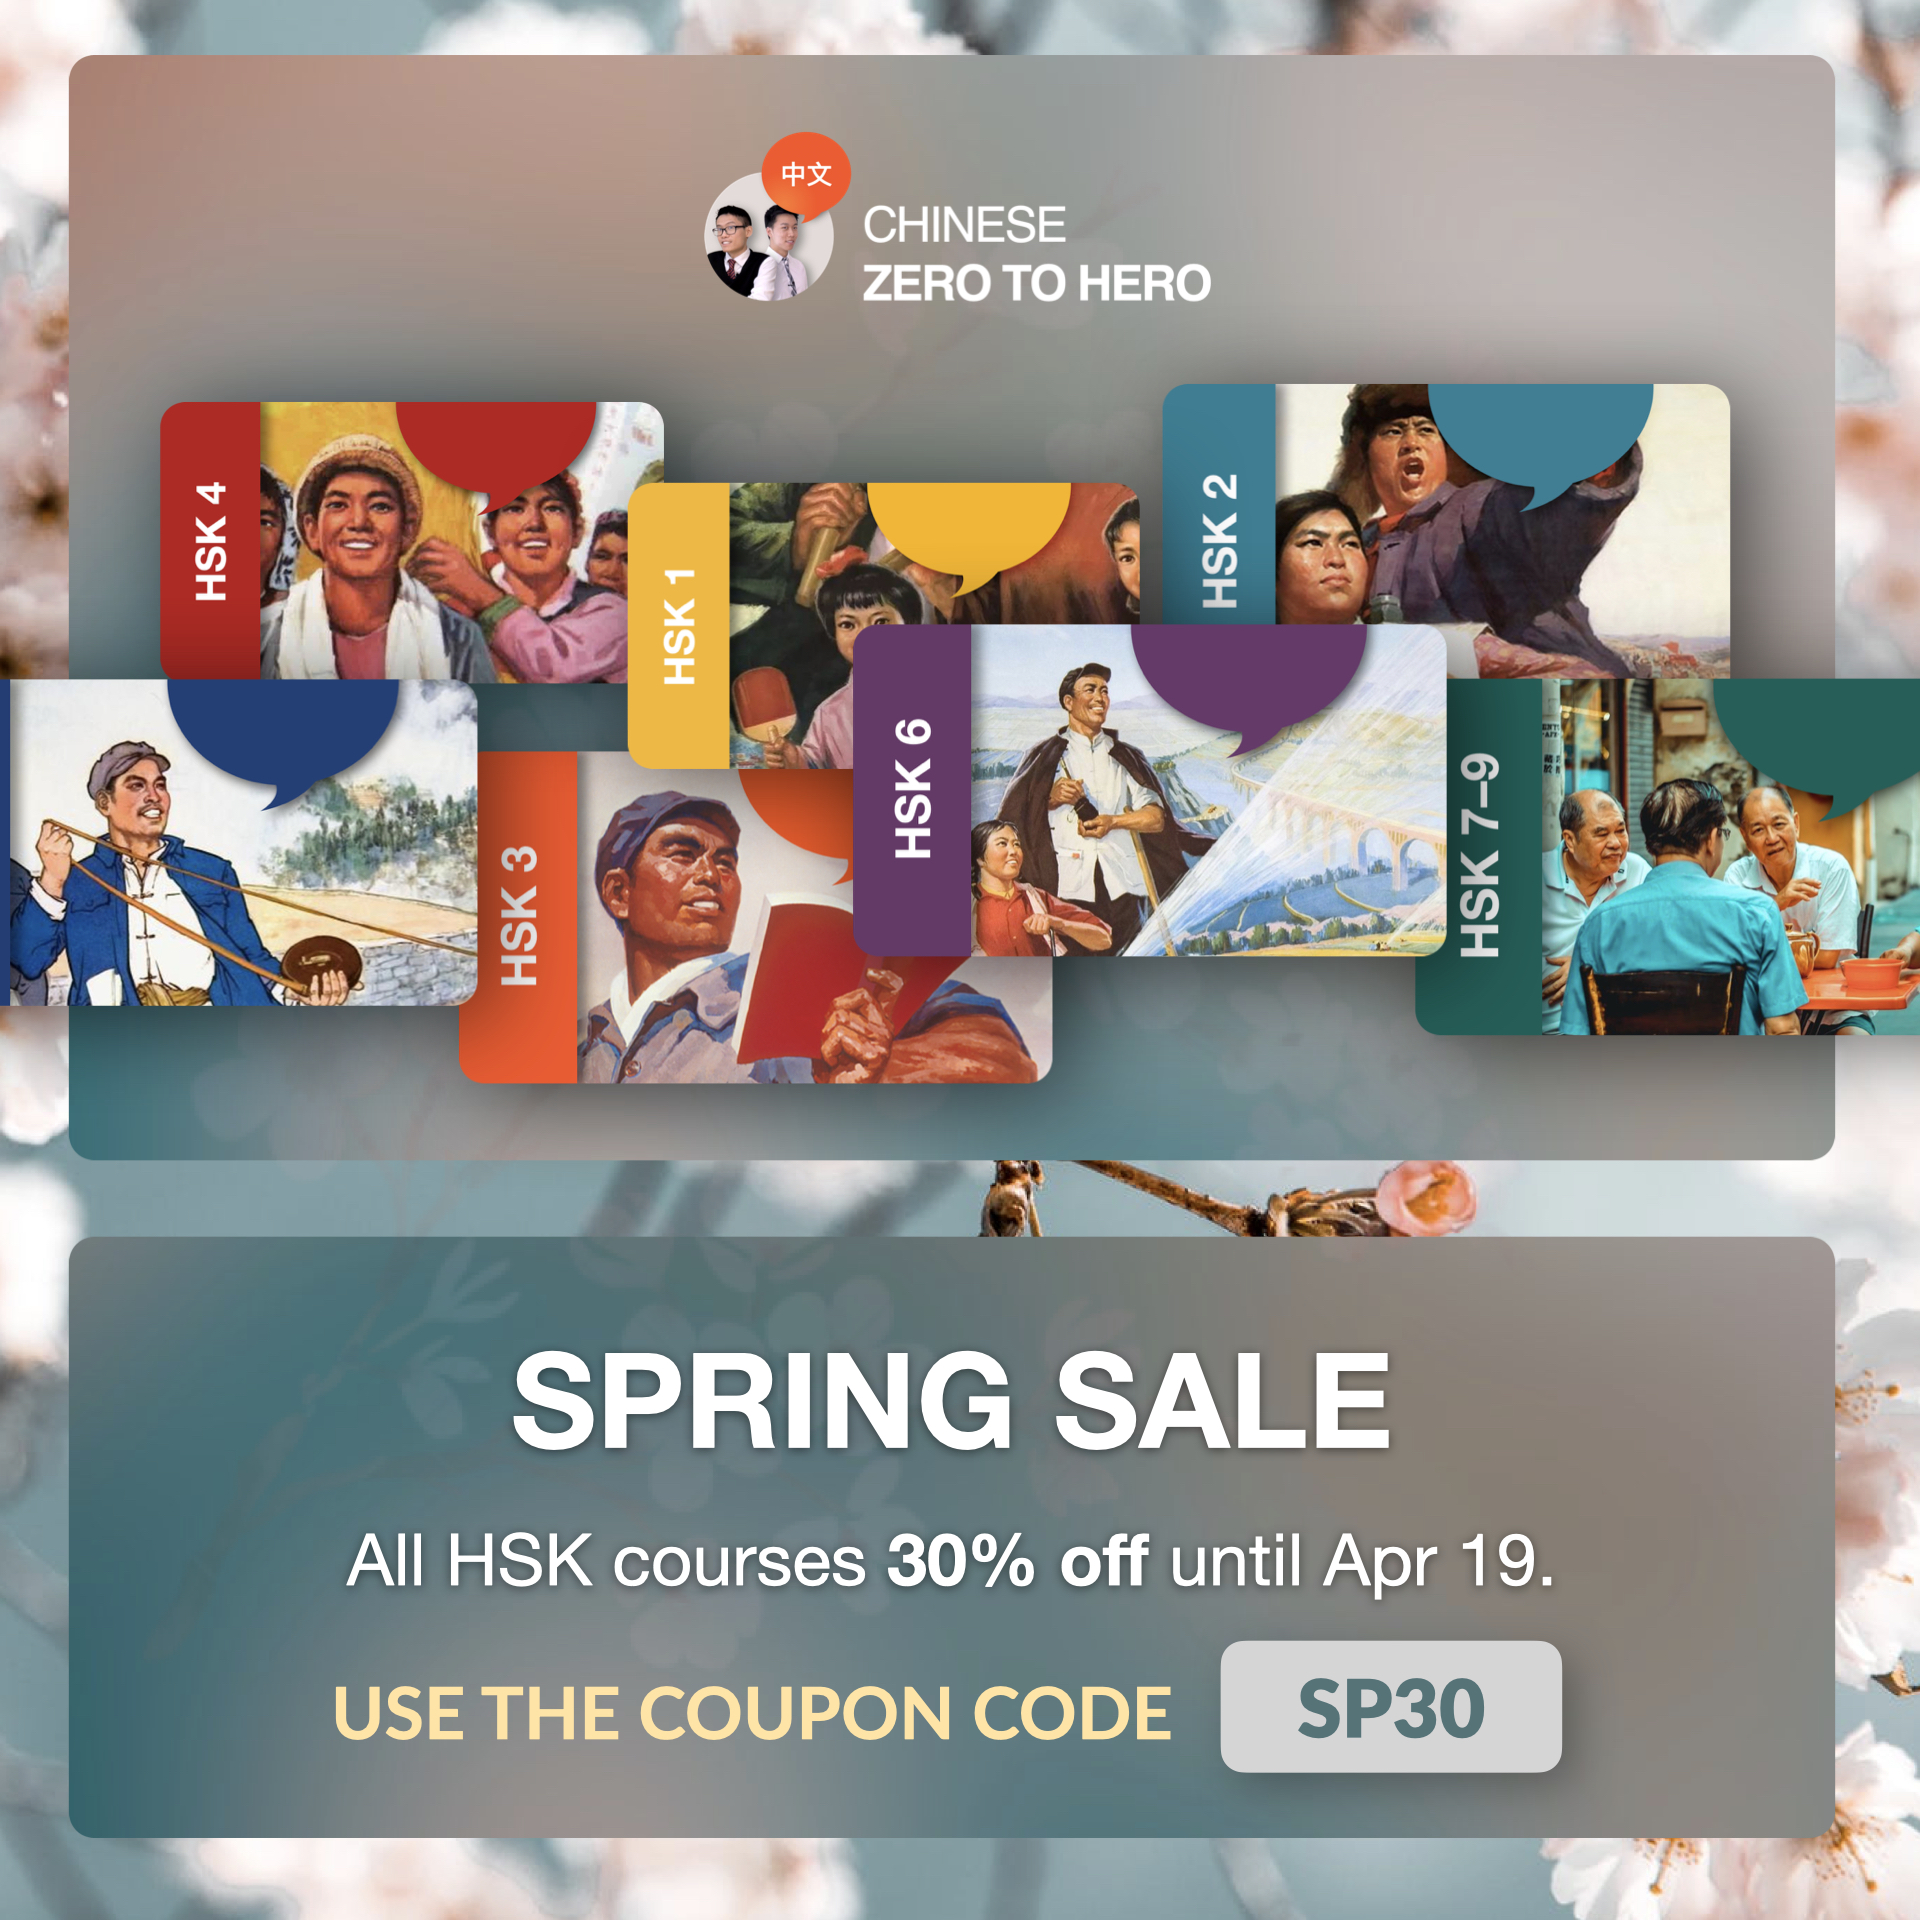 中文
CHINESE
ZERO TO HERO
HSK 4
HSK 1
HSK 2
HSK 3
HSK 6
HSK 7–9
SPRING SALE
All HSK courses 30% off until Apr 19.
USE THE COUPON CODE SP30